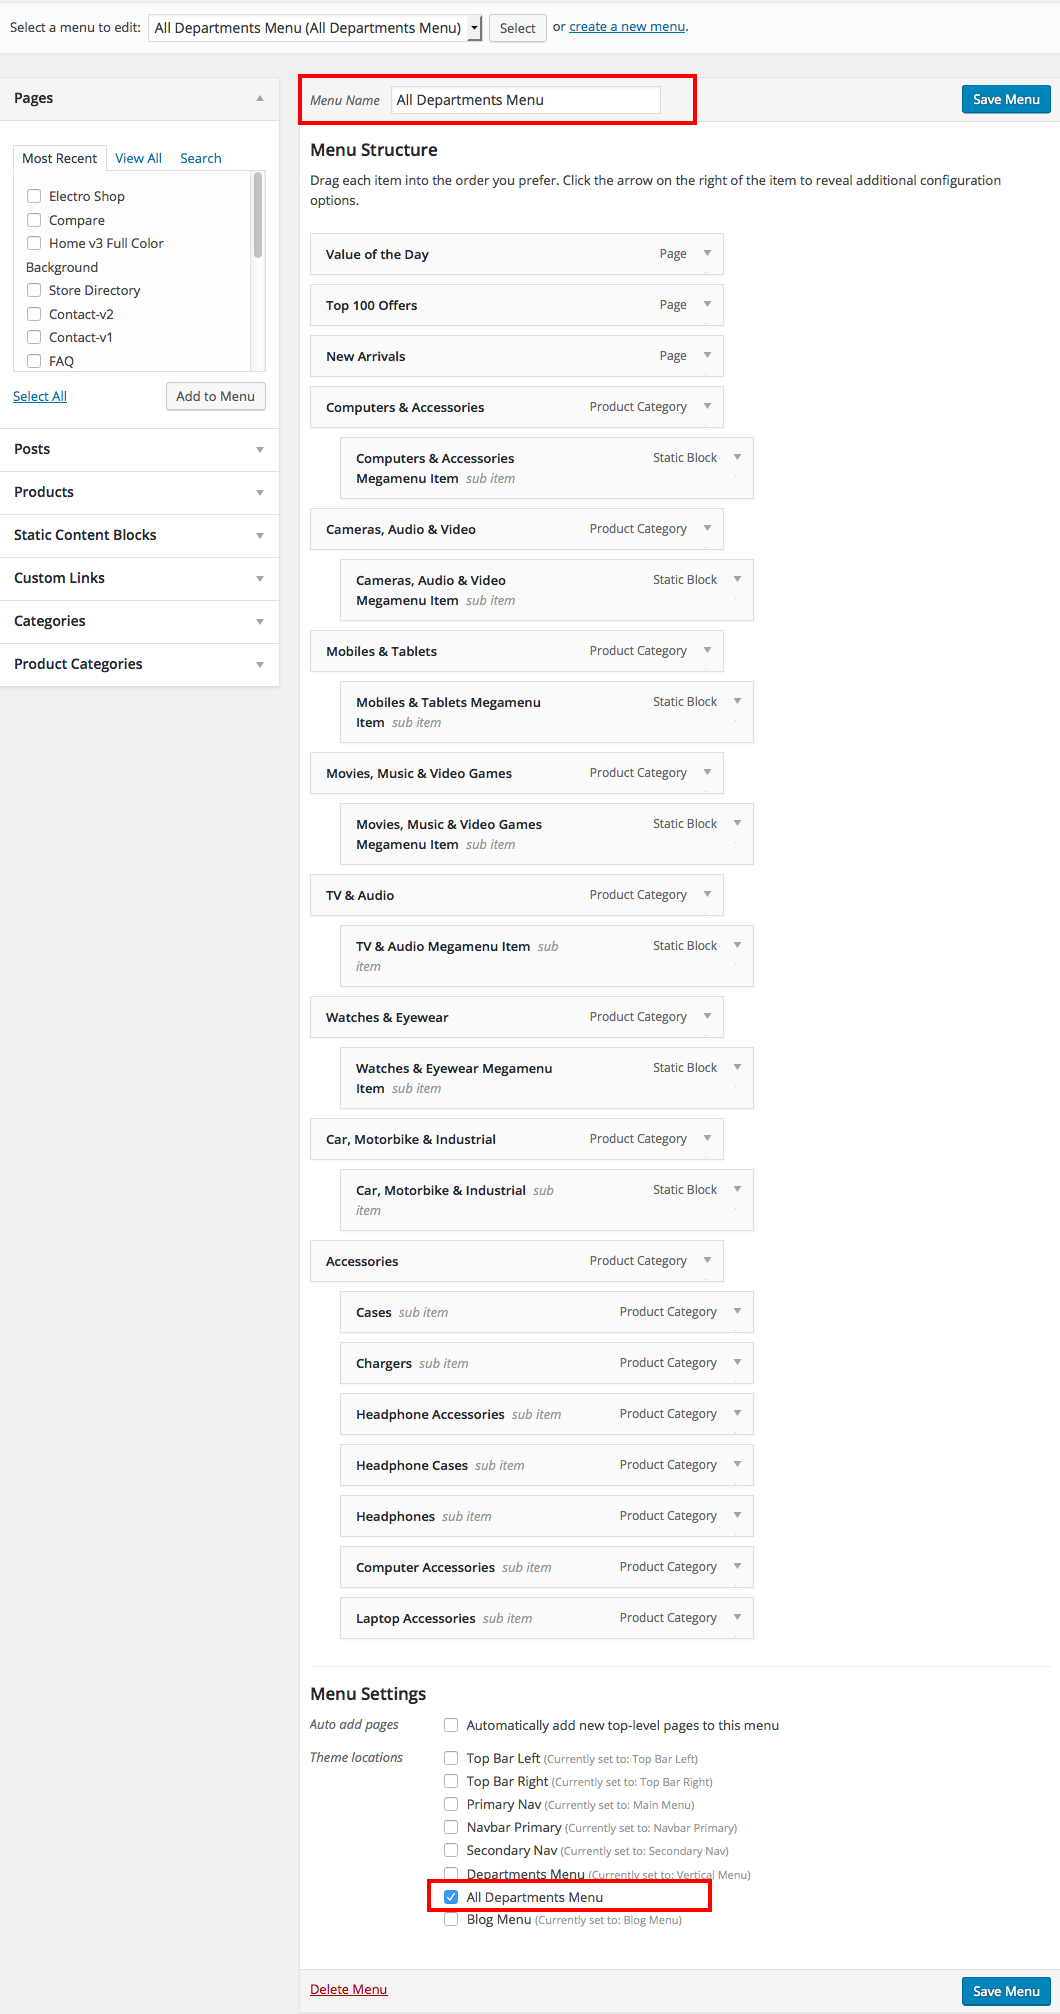 Select a menu to edit: All Departments Menu (All Departments Menu) Select or create a new menu.
Pages
Most Recent View All Search
Electro Shop
Compare
Home v3 Full Color
Background
Store Directory
Contact-v2
Contact-v1
FAQ
Select All Add to Menu
Posts
Products
Static Content Blocks
Custom Links
Categories
Product Categories
Menu Name All Departments Menu Save Menu
Menu Structure
Drag each item into the order you prefer. Click the arrow on the right of the item to reveal additional configuration
options.
Value of the Day Page
Top 100 Offers Page
New Arrivals Page
Computers & Accessories Product Category
Computers & Accessories Static Block
Megamenu Item sub item
Cameras, Audio & Video Product Category
Cameras, Audio & Video Static Block
Megamenu Item sub item
Mobiles & Tablets Product Category
Mobiles & Tablets Megamenu Static Block
Item sub item
Movies, Music & Video Games Product Category
Movies, Music & Video Games Static Block
Megamenu Item sub item
TV & Audio Product Category
TV & Audio Megamenu Item sub Static Block
item
Watches & Eyewear Product Category
Watches & Eyewear Megamenu Static Block
Item sub item
Car, Motorbike & Industrial Product Category
Car, Motorbike & Industrial sub Static Block
item
Accessories Product Category
Cases sub item Product Category
Chargers sub item Product Category
Headphone Accessories sub item Product Category
Headphone Cases sub item Product Category
Headphones sub item Product Category
Computer Accessories sub item Product Category
Laptop Accessories sub item Product Category
Menu Settings
Auto add pages Automatically add new top-level pages to this menu
Theme locations Top Bar Left (Currently set to: Top Bar Left)
Top Bar Right (Currently set to: Top Bar Right)
Primary Nav (Currently set to: Main Menu)
Navbar Primary (Currently set to: Navbar Primary)
Secondary Nav (Currently set to: Secondary Nav)
Departments Menu (Currently set to: Vertical Menu)
All Departments Menu
Blog Menu (Currently set to: Blog Menu)
Delete Menu Save Menu